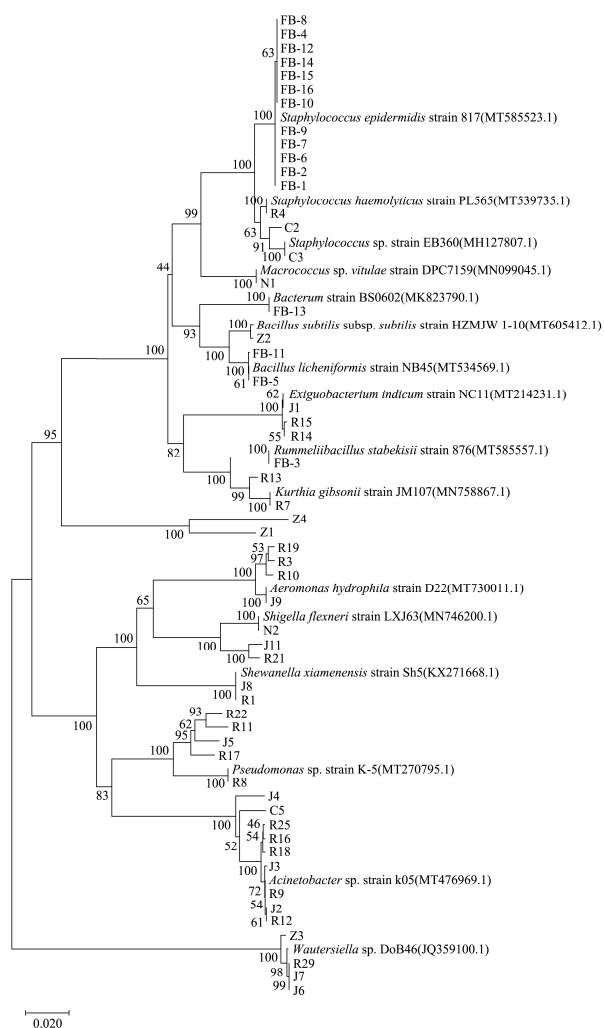 FB-8
FB-4
FB-12
63
FB-14
FB-15
FB-16
FB-10
100
Staphylococcus epidermidis strain 817(MT585523.1)
FB-9
FB-7
FB-6
100
FB-2
FB-1
100
Staphylococcus haemolyticus strain PL565(MT539735.1)
R4
99
63
C2
91
Staphylococcus sp. strain EB360(MH127807.1)
100
C3
44
Macrococcus sp. vitulae strain DPC7159(MN099045.1)
100
N1
100
Bacterum strain BS0602(MK823790.1)
FB-13
93
100
Bacillus subtilis subsp. subtilis strain HZMJW 1-10(MT605412.1)
Z2
100
FB-11
100
Bacillus licheniformis strain NB45(MT534569.1)
61
FB-5
62
Exiguobacterium indicum strain NC11(MT214231.1)
100
J1
R15
55
R14
95
82
100
Rummeliibacillus stabekisii strain 876(MT585557.1)
FB-3
100
R13
99
Kurthia gibsonii strain JM107(MN758867.1)
100
R7
Z4
100
Z1
53
R19
97
R3
100
R10
Aeromonas hydrophila strain D22(MT730011.1)
65
100
J9
100
Shigella flexneri strain LXJ63(MN746200.1)
N2
100
100
J11
100
R21
Shewanella xiamenensis strain Sh5(KX271668.1)
J8
100
R1
100
93
R22
62
R11
95
J5
100
R17
Pseudomonas sp. strain K-5(MT270795.1)
100
R8
83
J4
100
C5
46
R25
54
R16
52
R18
100
J3
Acinetobacter sp. strain k05(MT476969.1)
72
R9
54
J2
61
R12
Z3
100
Wautersiella sp. DoB46(JQ359100.1)
R29
98
J7
99
J6
0.020